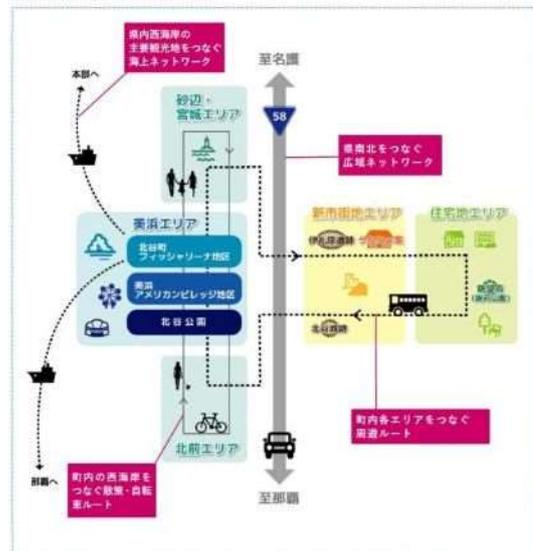 県内西海岸の
主要観光地をつなぐ
海上ネットワーク
本部へ
至名護
砂辺・
宮城エリア
58
県南北をつなぐ
広域ネットワーク
美浜エリア
北谷町
フィッシャリーナ地区
美浜
アメリカンビレッジ地区
北谷公園
新市街地エリア
住宅地エリア
伊礼原遺跡
北谷城跡
町内各エリアをつなぐ
周遊ルート
北前エリア
町内の西海岸を
つなぐ散策・自転
車ルート
那覇へ
至那覇